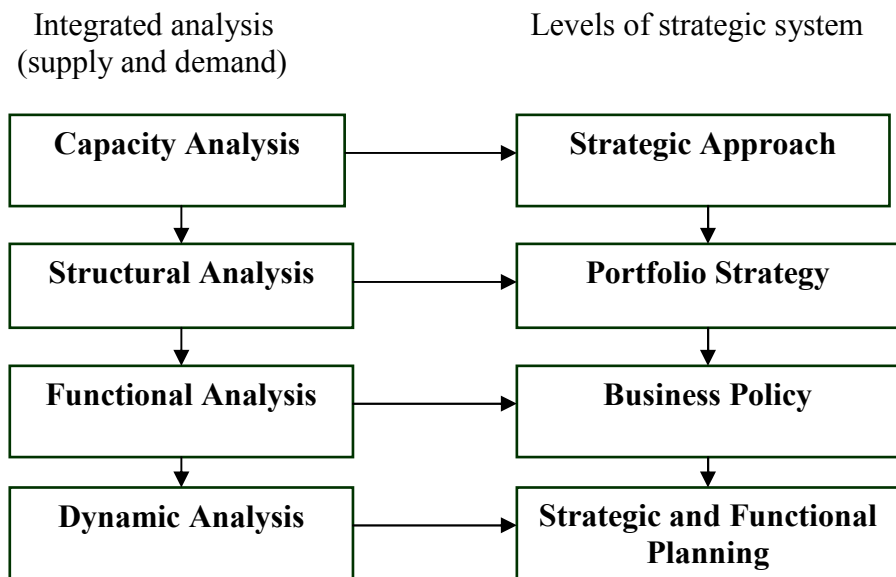 Integrated analysis
(supply and demand)
Levels of strategic system
Capacity Analysis
Strategic Approach
Structural Analysis
Portfolio Strategy
Functional Analysis
Business Policy
Dynamic Analysis
Strategic and Functional
Planning